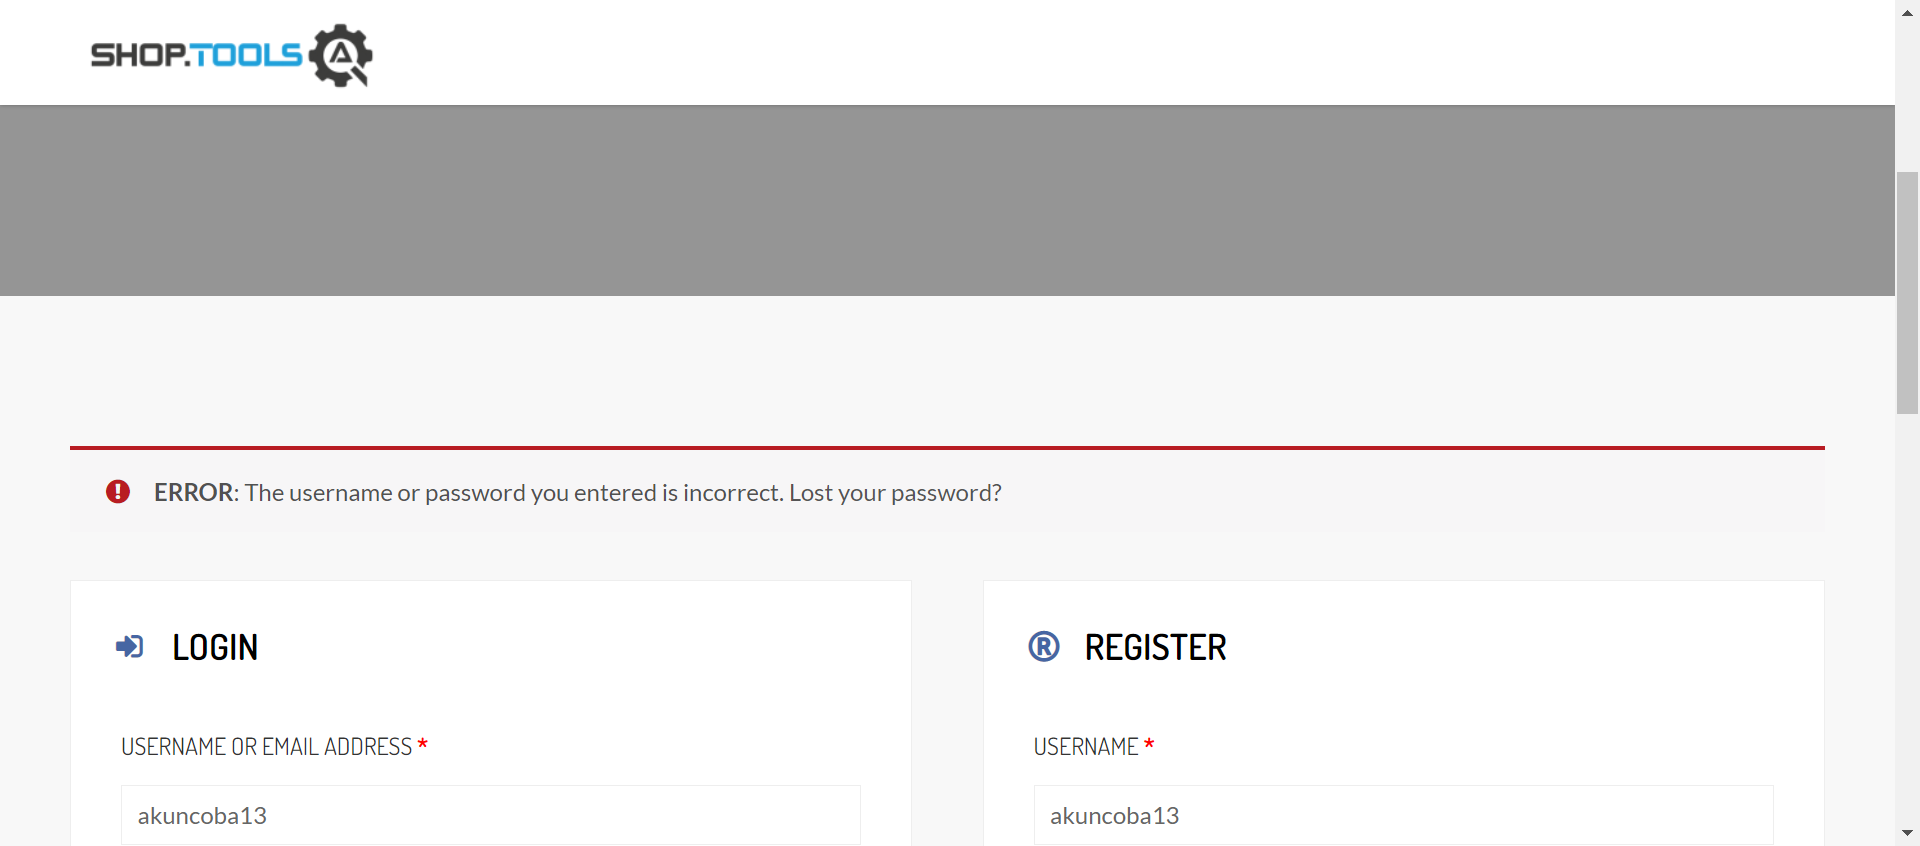 SHOP.TOOLS
ERROR: The username or password you entered is incorrect. Lost your password?
LOGIN
USERNAME OR EMAIL ADDRESS *
akuncoba13
REGISTER
USERNAME *
akuncoba13